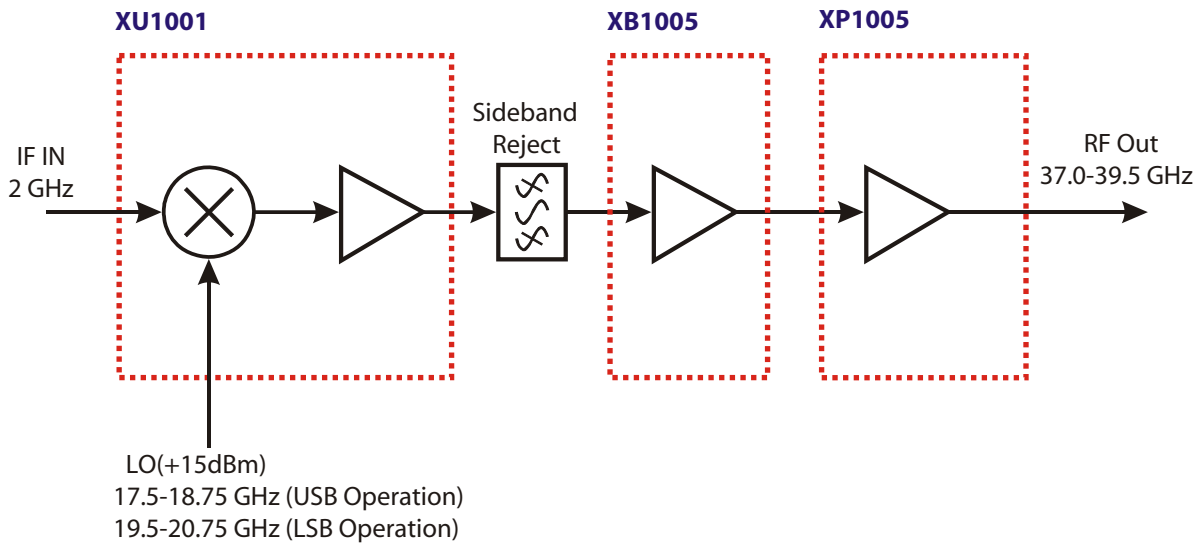 XU1001
XB1005
XP1005
Sideband
Reject
IF IN
2 GHz
RF Out
37.0-39.5 GHz
LO(+15dBm)
17.5-18.75 GHz (USB Operation)
19.5-20.75 GHz (LSB Operation)